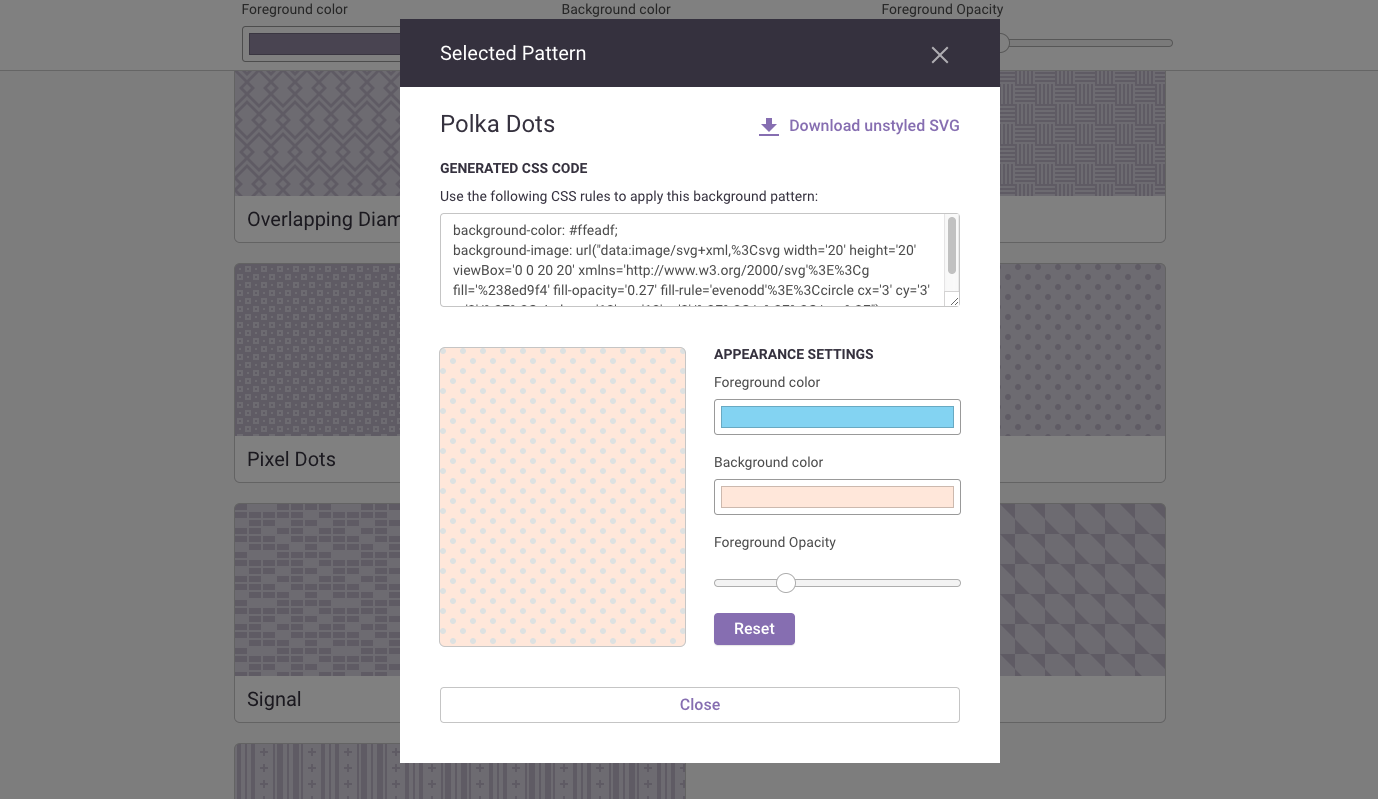 Foreground color
Background color
Foreground Opacity
Selected Pattern
Polka Dots
Download unstyled SVG
GENERATED CSS CODE
Use the following CSS rules to apply this background pattern:
background-color: #ffeadf;
background-image: url("data:image/svg+xml,%3Csvg width='20' height='20'
viewBox='0 0 20 20' xmlns='http://www.w3.org/2000/svg'%3E%3Cg
fill='%238ed9f4' fill-opacity='0.27' fill-rule='evenodd'%3E%3Ccircle cx='3' cy='3'
APPEARANCE SETTINGS
Foreground color
Background color
Foreground Opacity
Reset
Close
Overlapping Diam
Pixel Dots
Signal